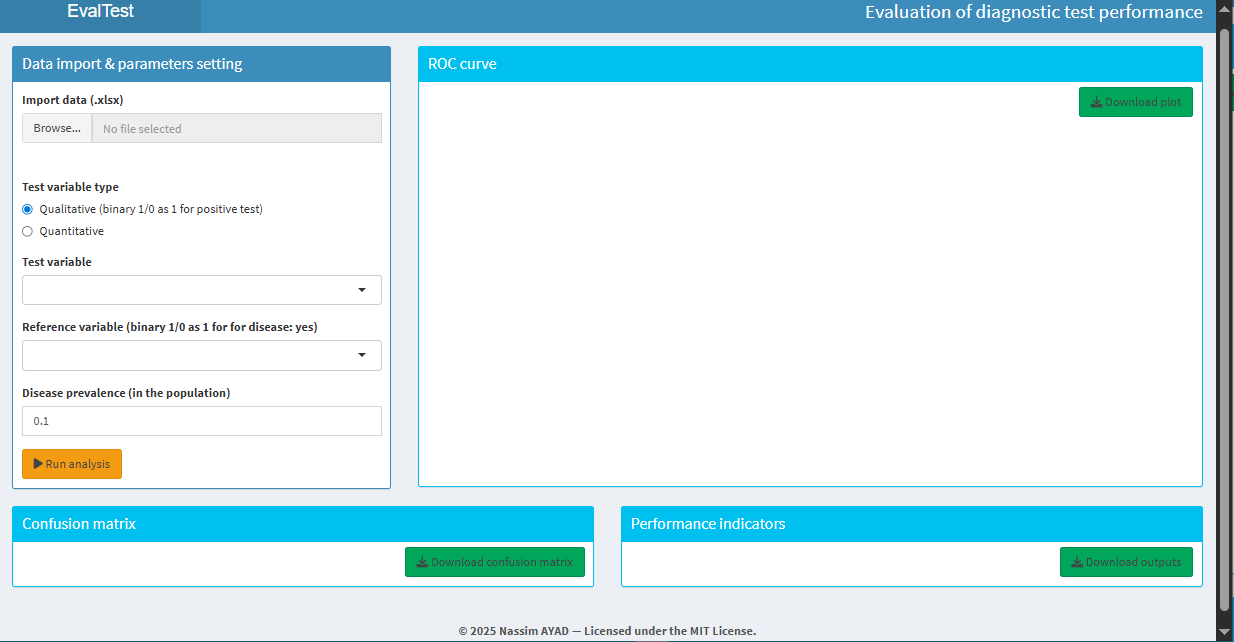 EvalTest
Evaluation of diagnostic test performance
Data import & parameters setting
Import data (.xlsx)
Browse...
No file selected
Test variable type
Qualitative (binary 1/0 as 1 for positive test)
Quantitative
Test variable
Reference variable (binary 1/0 as 1 for for disease: yes)
Disease prevalence (in the population)
0.1
Run analysis
ROC curve
Download plot
Confusion matrix
Download confusion matrix
Performance indicators
Download outputs
© 2025 Nassim AYAD — Licensed under the MIT License.